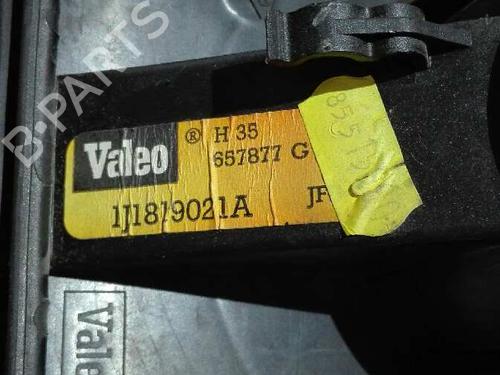 B-PARTS
Valeo ® H 35
657877 G
1J1819021A JF
Vale